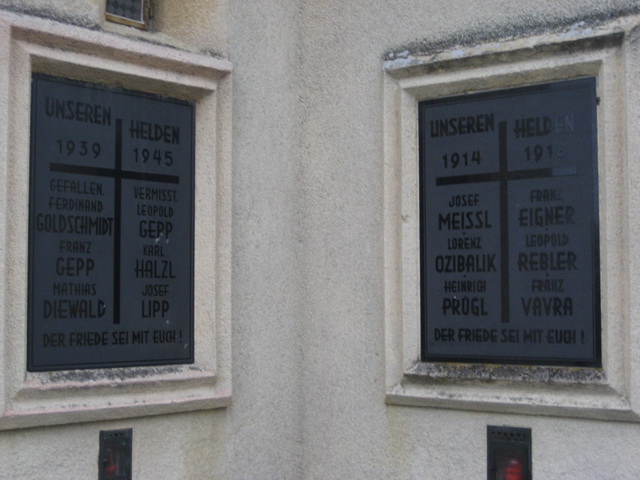 UNSEREN HELDEN
1939 1945
GEFALLEN.
FERDINAND
GOLDSCHMIDT
FRANZ
GEPP
MATHIAS
DIEWALD
VERMISST.
LEOPOLD
GEPP
KARL
HALZL
JOSEF
LIPP
DER FRIEDE SEI MIT EUCH!
UNSEREN HELDEN
1914
JOSEF
MEISSL
LORENZ
OZIBALIK
HEINRICH
PRÜGL
FRANZ
EIGNER
LEOPOLD
REBLER
FRANZ
VAVRA
DER FRIEDE SEI MIT EUCH!